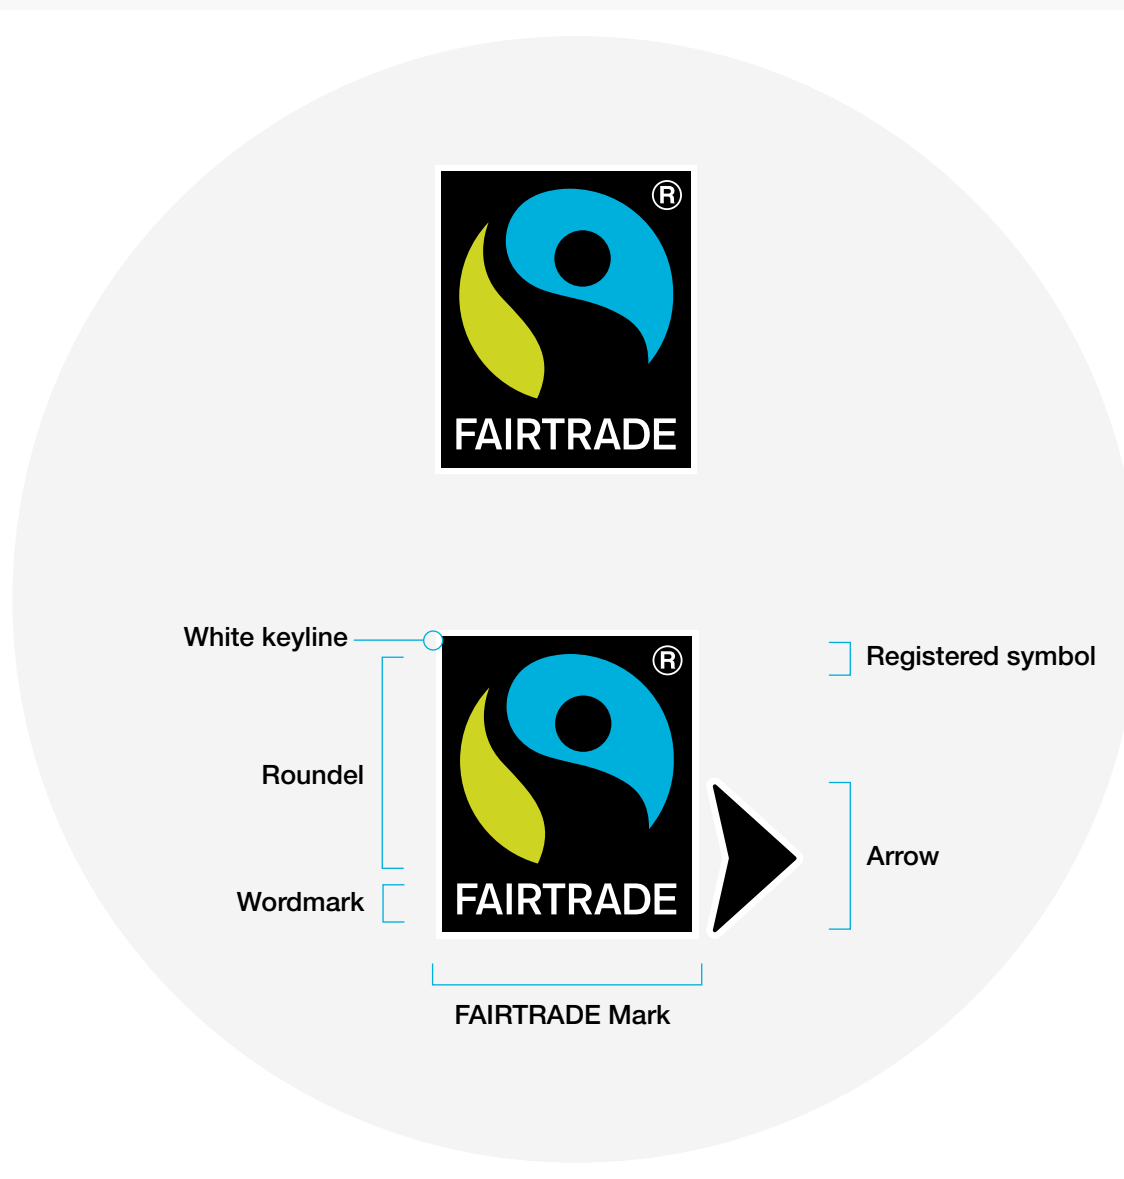 ®
FAIRTRADE
White keyline
®
Registered symbol
Roundel
Arrow
Wordmark
FAIRTRADE
FAIRTRADE Mark